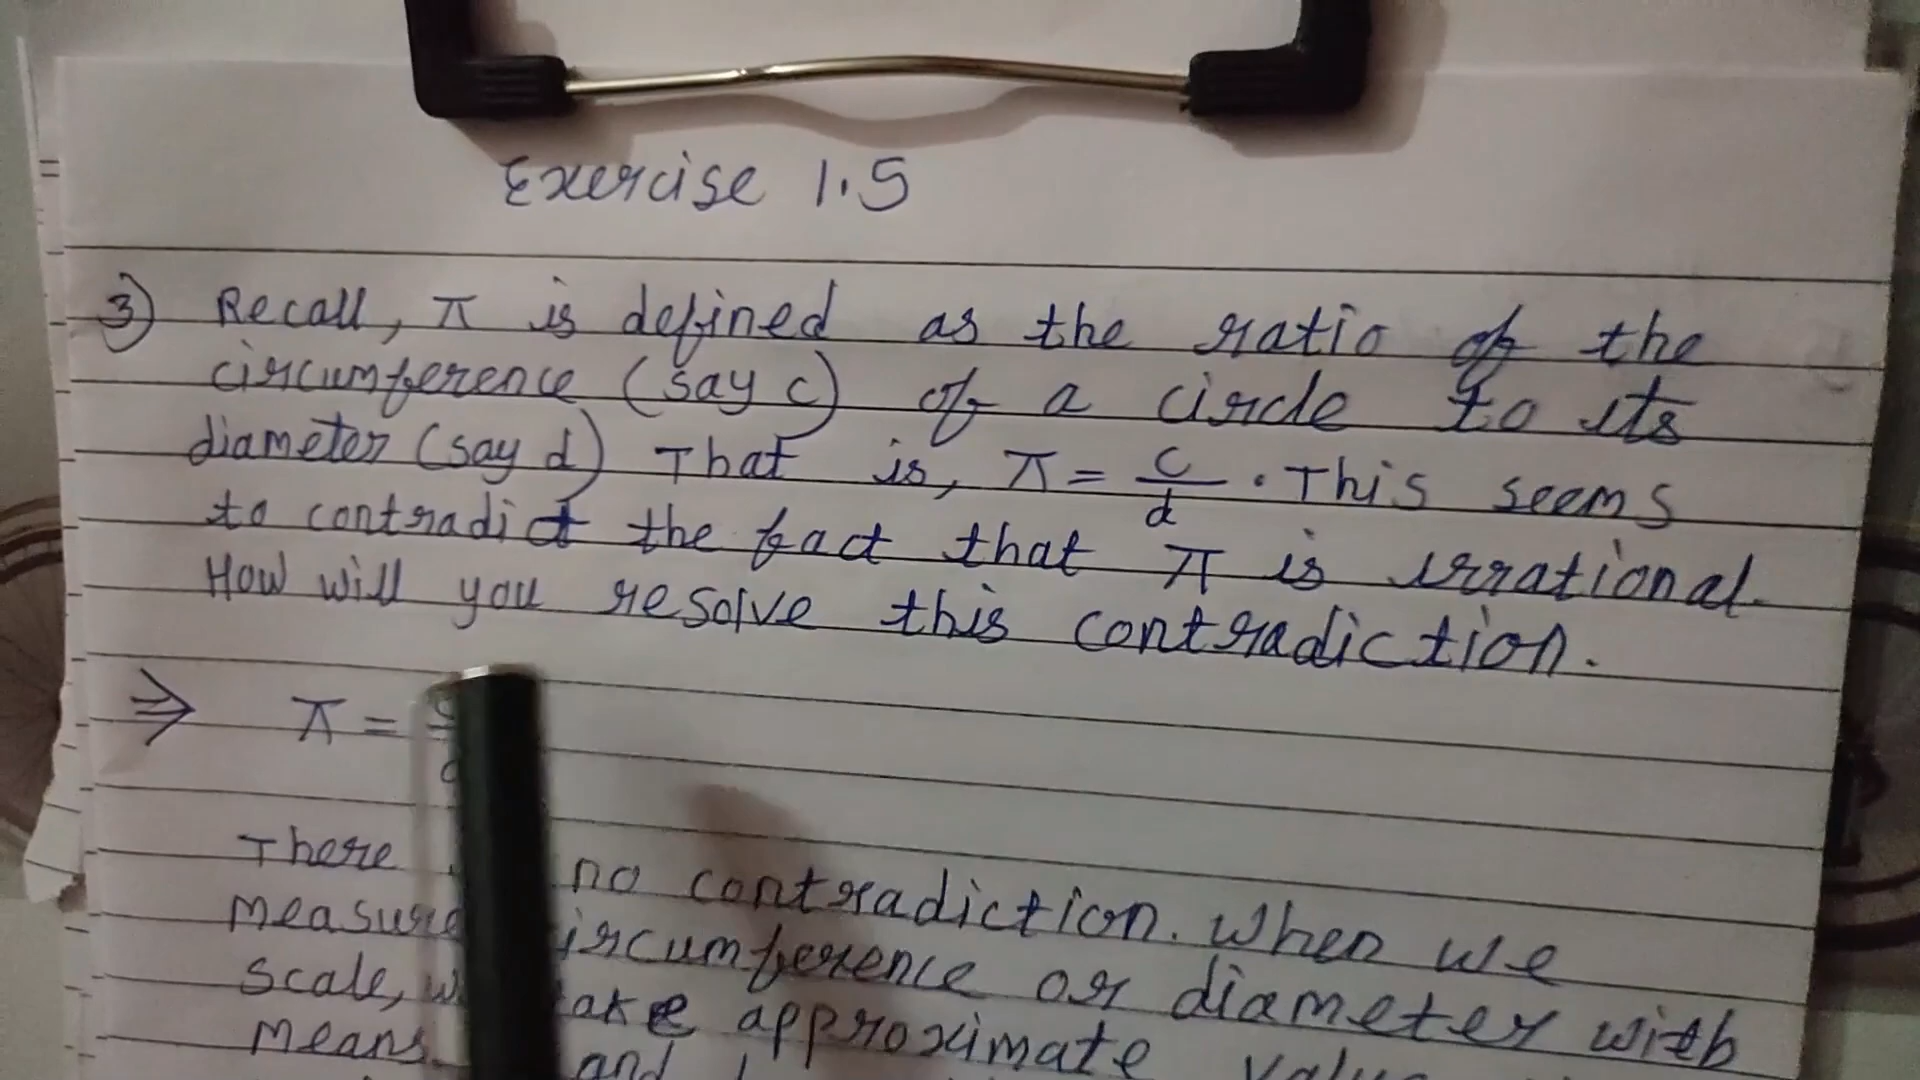 Exercise 1.5
3) Recall, π is defined as the ratio of the
circumference (say c) of a circle to its
diameter (say d) That is, π = c/d . This seems
to contradict the fact that π is irrational.
How will you resolve this contradiction.
⇒ π =
There no contradiction. When we
measure circumference or diameter with
scale, take approximate
means. and